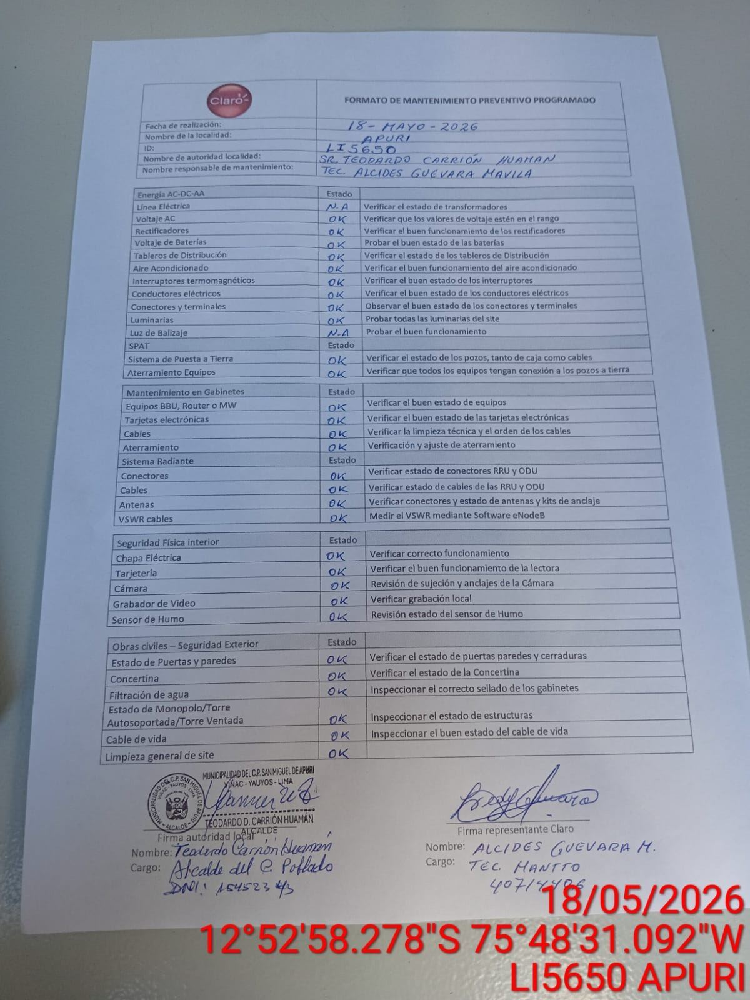 Claro
FORMATO DE MANTENIMIENTO PREVENTIVO PROGRAMADO
Fecha de realización: 18-MAYO-2026
Nombre de la localidad: APURI
ID: LI5650
Nombre de autoridad localidad: SR. TEODARDO CARRIÓN HUAMAN
Nombre responsable de mantenimiento: TEC. ALCIDES GUEVARA MAVILA
Energía AC-DC-AA Estado
Línea Eléctrica N.A Verificar el estado de transformadores
Voltaje AC OK Verificar que los valores de voltaje estén en el rango
Rectificadores OK Verificar el buen funcionamiento de los rectificadores
Voltaje de Baterías OK Probar el buen estado de las baterías
Tableros de Distribución OK Verificar el estado de los tableros de Distribución
Aire Acondicionado OK Verificar el buen funcionamiento del aire acondicionado
Interruptores termomagnéticos OK Verificar el buen estado de los interruptores
Conductores eléctricos OK Verificar el buen estado de los conductores eléctricos
Conectores y terminales OK Observar el buen estado de los conectores y terminales
Luminarias OK Probar todas las luminarias del site
Luz de Balizaje N.A Probar el buen funcionamiento
SPAT Estado
Sistema de Puesta a Tierra OK Verificar el estado de los pozos, tanto de caja como cables
Aterramiento Equipos OK Verificar que todos los equipos tengan conexión a los pozos a tierra
Mantenimiento en Gabinetes Estado
Equipos BBU, Router o MW OK Verificar el buen estado de equipos
Tarjetas electrónicas OK Verificar el buen estado de las tarjetas electrónicas
Cables OK Verificar la limpieza técnica y el orden de los cables
Aterramiento OK Verificación y ajuste de aterramiento
Sistema Radiante Estado
Conectores OK Verificar estado de conectores RRU y ODU
Cables OK Verificar estado de cables de las RRU y ODU
Antenas OK Verificar conectores y estado de antenas y kits de anclaje
VSWR cables OK Medir el VSWR mediante Software eNodeB
Seguridad Física interior Estado
Chapa Eléctrica OK Verificar correcto funcionamiento
Tarjetería OK Verificar el buen funcionamiento de la lectora
Cámara OK Revisión de sujeción y anclajes de la Cámara
Grabador de Video OK Verificar grabación local
Sensor de Humo OK Revisión estado del sensor de Humo
Obras civiles – Seguridad Exterior Estado
Estado de Puertas y paredes OK Verificar el estado de puertas paredes y cerraduras
Concertina OK Verificar el estado de la Concertina
Filtración de agua OK Inspeccionar el correcto sellado de los gabinetes
Estado de Monopolo/Torre
Autosoportada/Torre Ventada OK Inspeccionar el estado de estructuras
Cable de vida OK Inspeccionar el buen estado del cable de vida
Limpieza general de site OK
MUNICIPALIDAD DEL C.P. SAN MIGUEL DE APURI
VIÑAC - YAUYOS - LIMA
MUNICIPALIDAD DEL C.P. SAN MIGUEL DE APURI
VIÑAC - YAUYOS - LIMA
ALCALDE
TEODARDO D. CARRIÓN HUAMÁN
ALCALDE
Firma autoridad local
Nombre: Teodardo Carrión Huamán
Cargo: Alcalde del C. Poblado
DNI: 154523
Firma representante Claro
Nombre: ALCIDES GUEVARA M.
Cargo: TEC. MANTTO
18/05/2026
12°52'58.278"S 75°48'31.092"W
LI5650 APURI